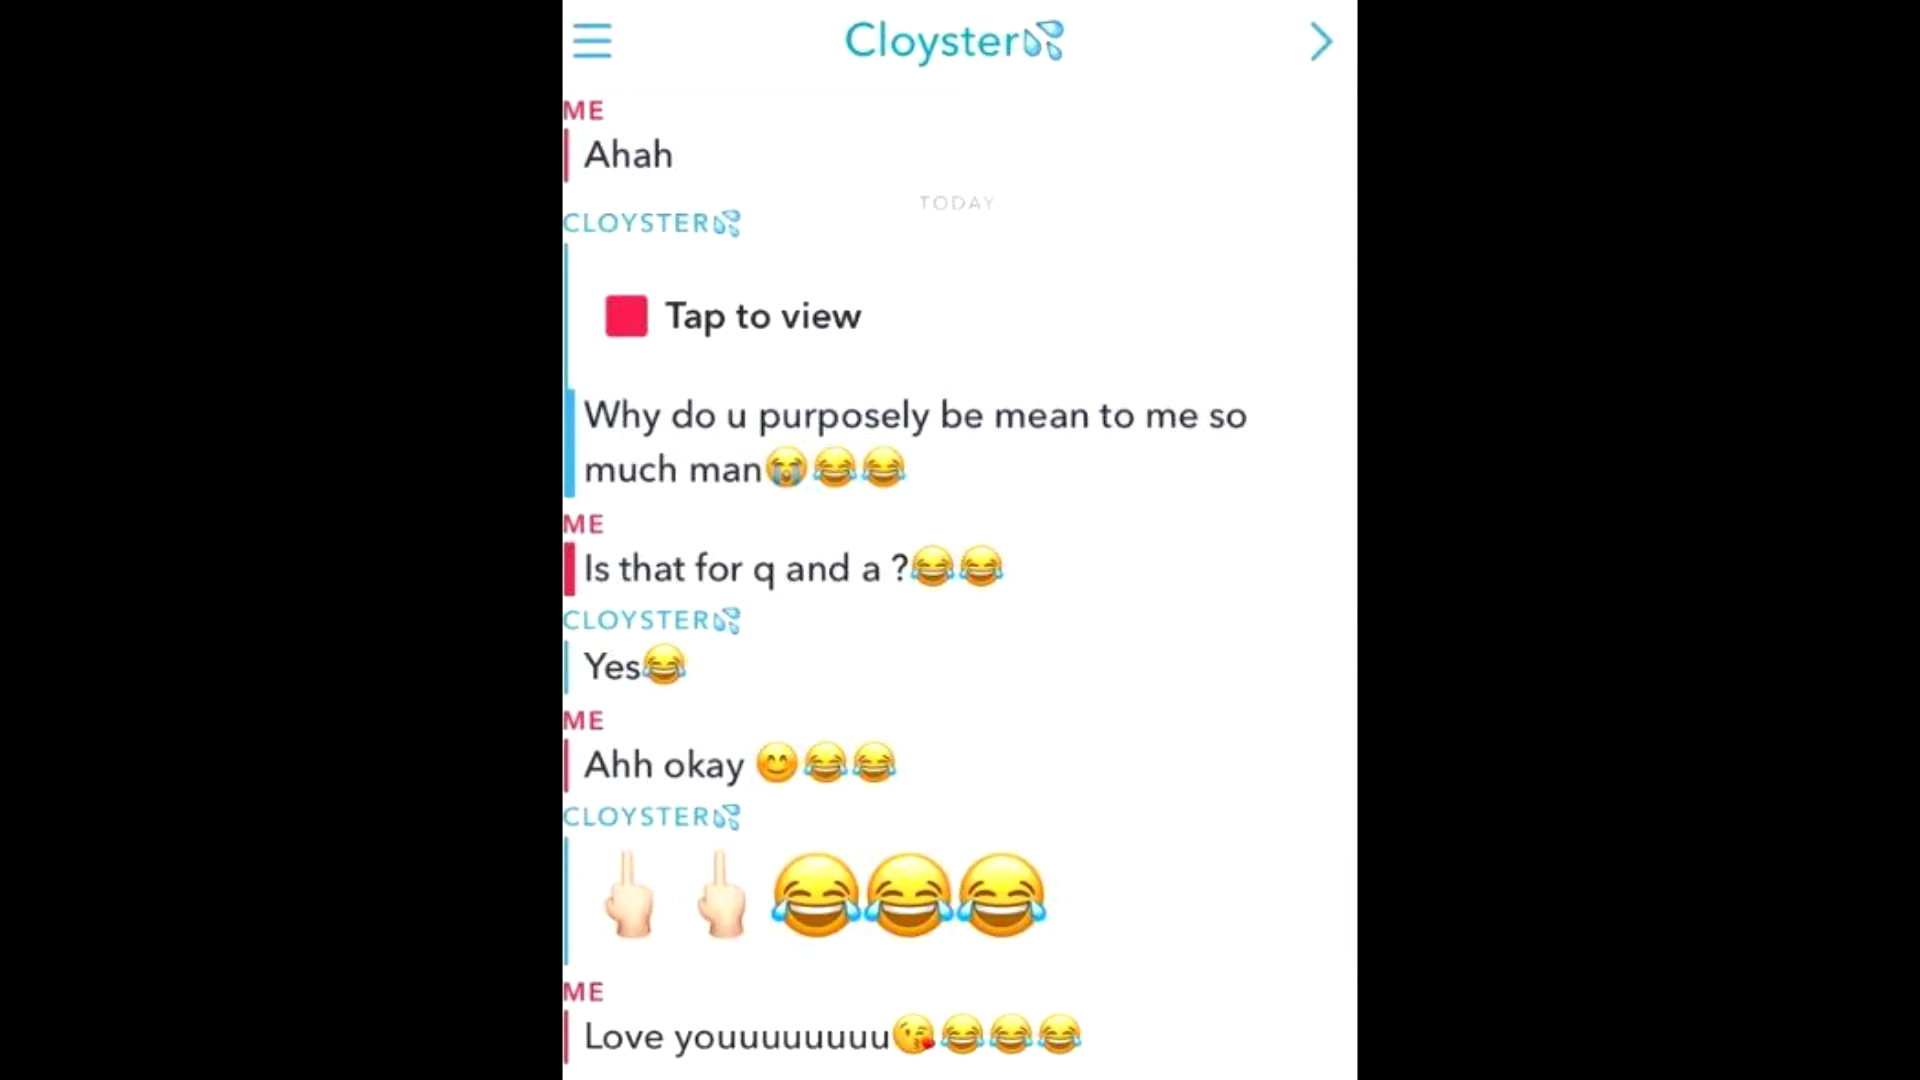 Cloyster💦
ME
Ahah
TODAY
CLOYSTER💦
Tap to view
Why do u purposely be mean to me so
much man😭😂😂
ME
Is that for q and a ?😂😂
CLOYSTER💦
Yes😂
ME
Ahh okay 😊😂😂
CLOYSTER💦
🖕🏻🖕🏻😂😂😂
ME
Love youuuuuuuuu😘😂😂😂